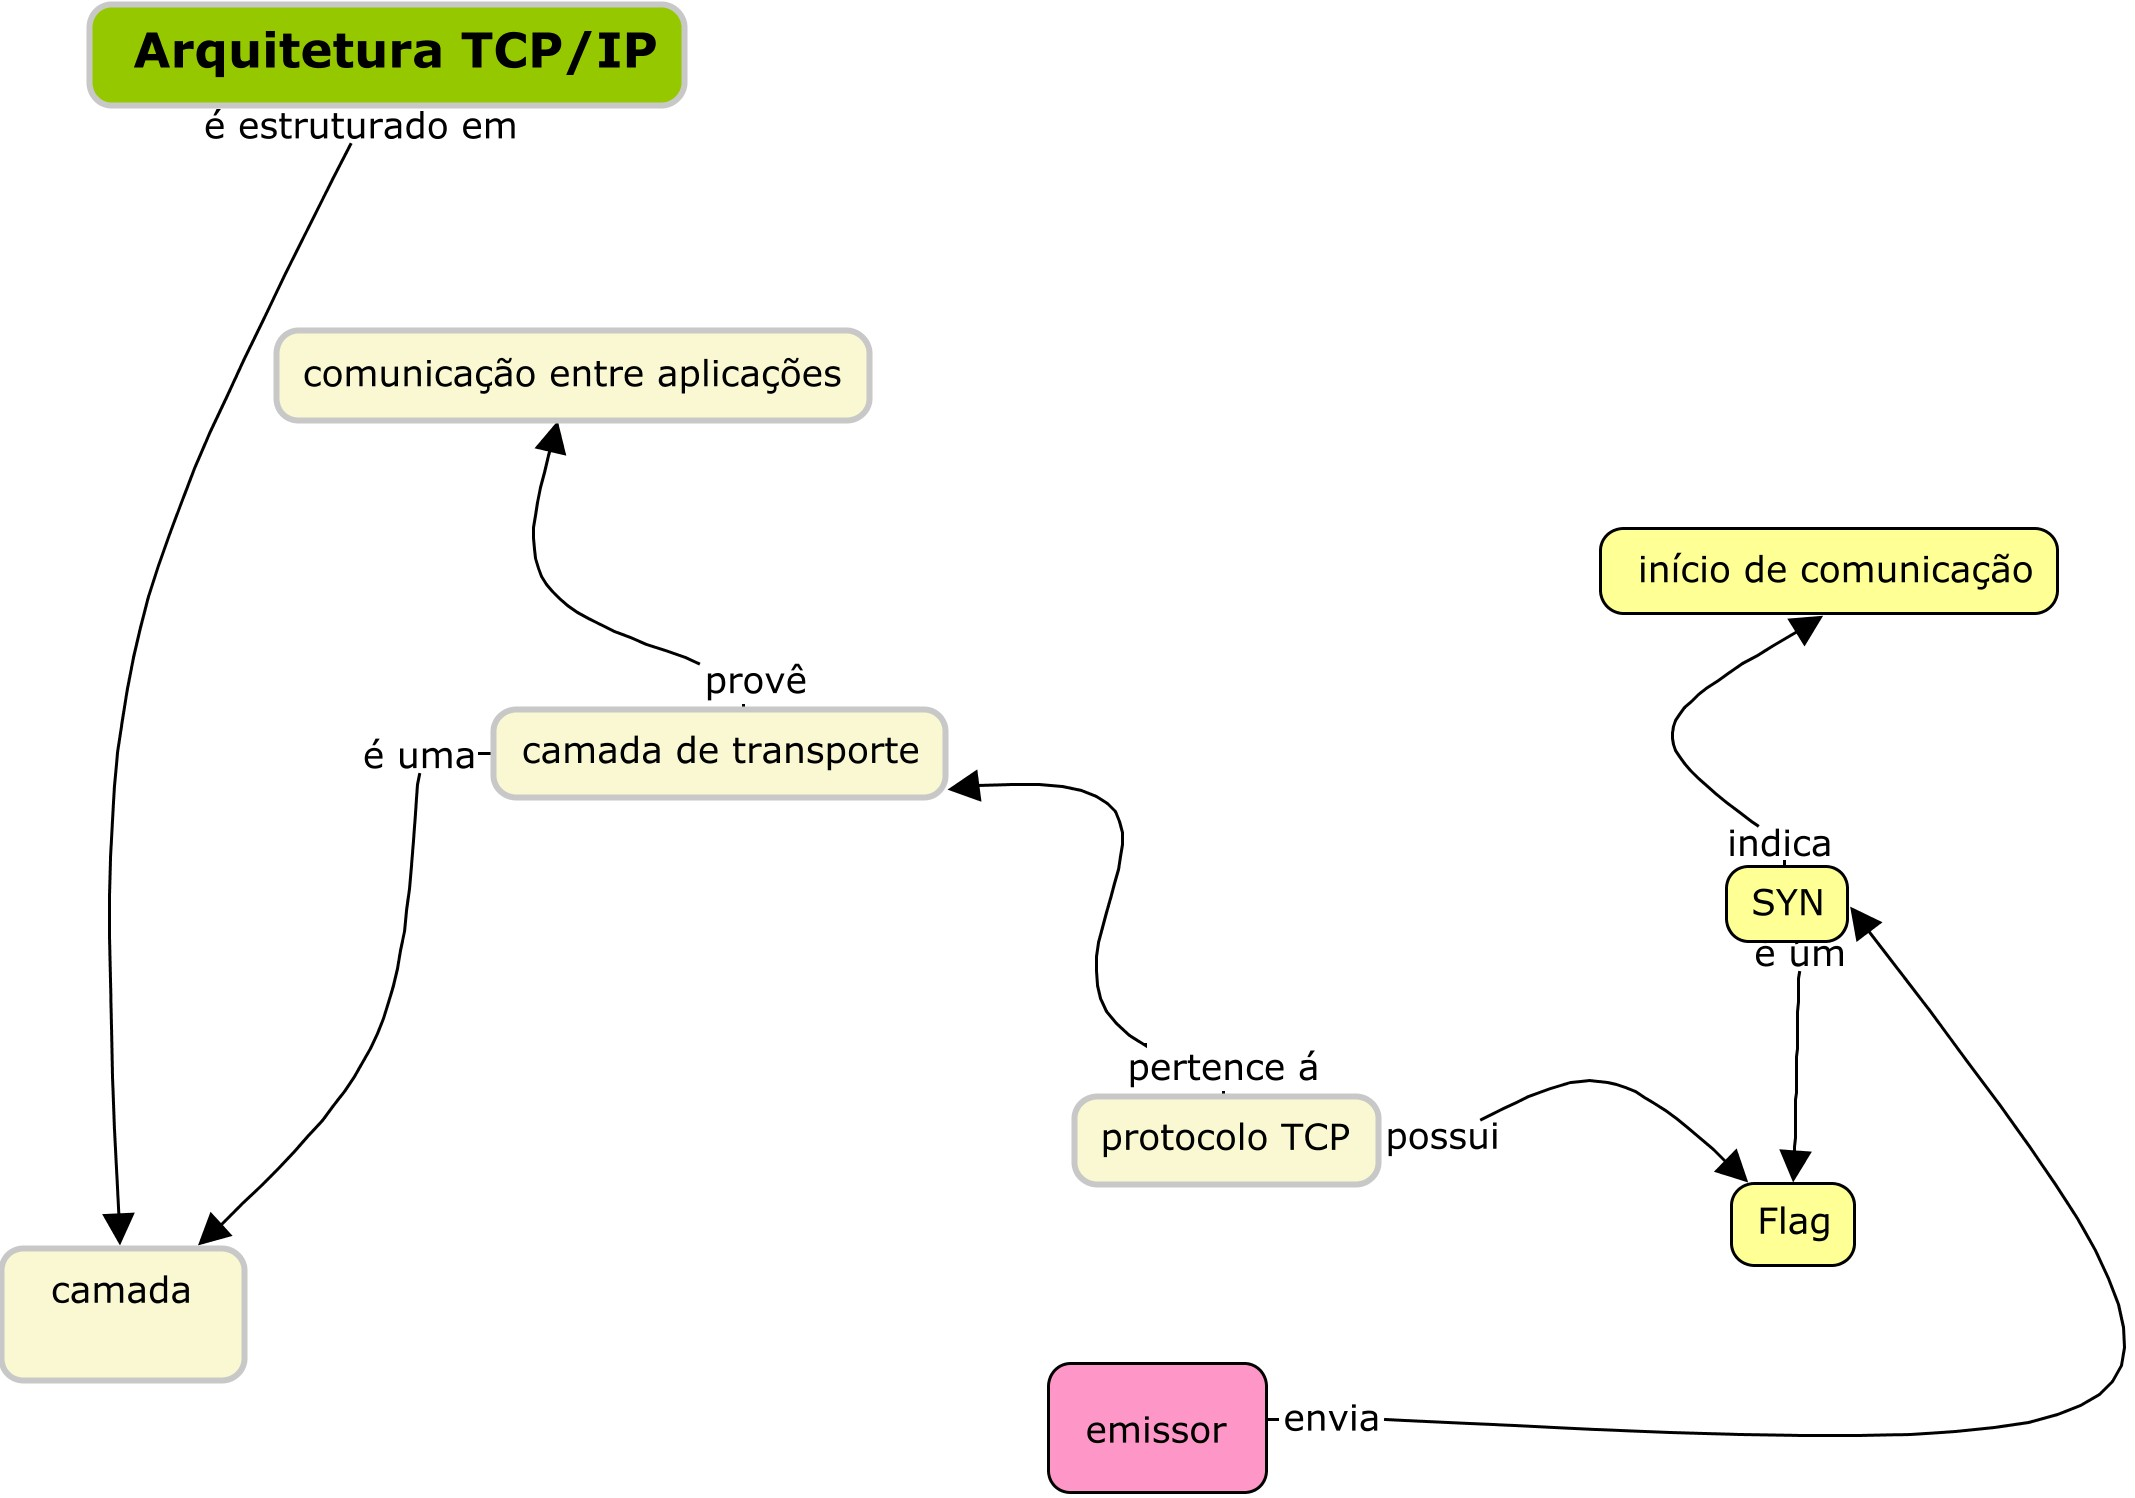 Arquitetura TCP/IP
é estruturado em
comunicação entre aplicações
início de comunicação
provê
é uma
camada de transporte
indica
SYN
e um
pertence á
protocolo TCP
possui
Flag
camada
emissor
envia